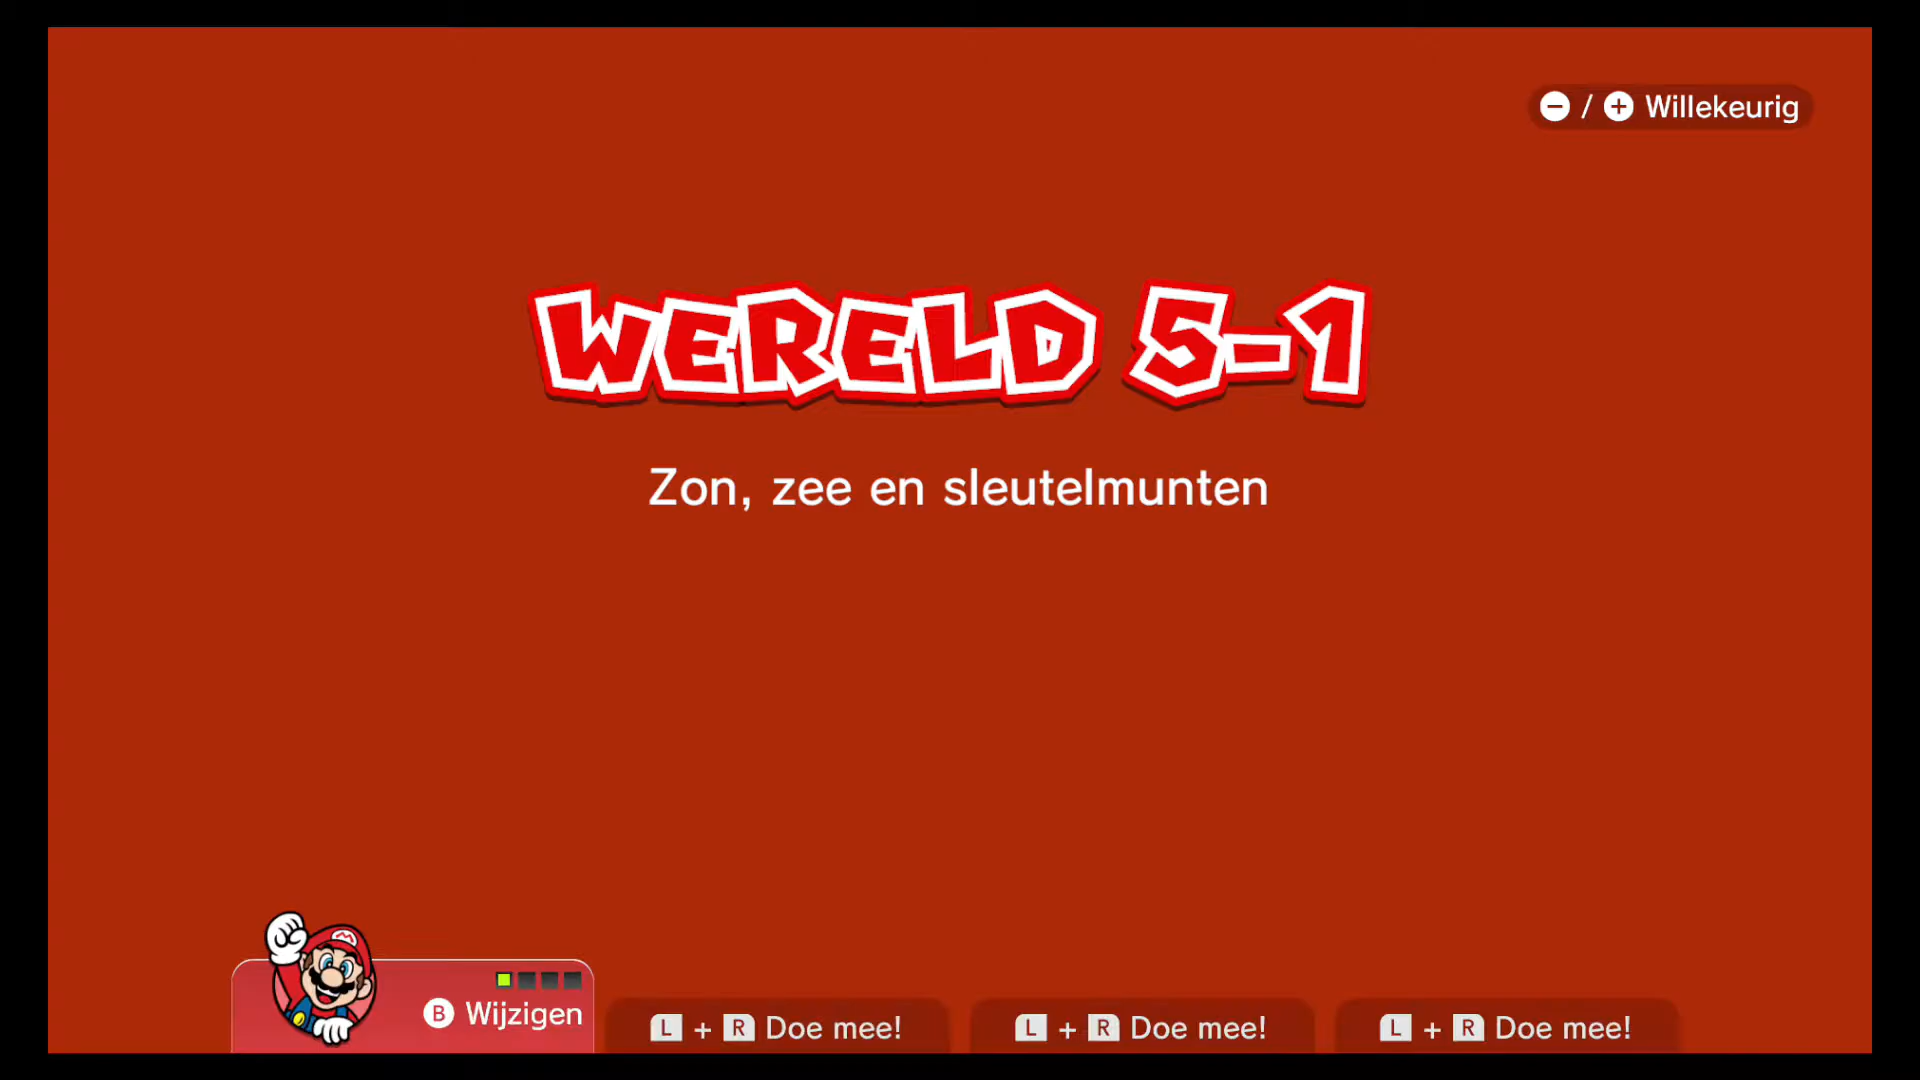 ⊖ / ⊕ Willekeurig
WERELD 5-1
Zon, zee en sleutelmunten
B Wijzigen
L + R Doe mee!
L + R Doe mee!
L + R Doe mee!